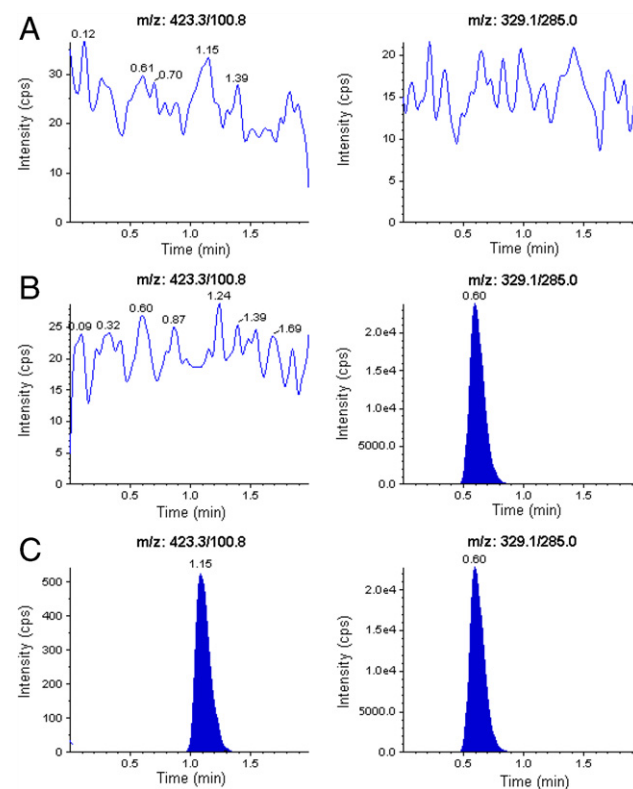 A
m/z: 423.3/100.8
0.12
0.61
0.70
1.15
1.39
30
20
10
0
0.5
1.0
1.5
Intensity (cps)
Time (min)
m/z: 329.1/285.0
20
15
10
5
0
0.5
1.0
1.5
Intensity (cps)
Time (min)
B
m/z: 423.3/100.8
0.09
0.32
0.60
0.87
1.24
1.39
1.69
25
20
15
10
5
0
0.5
1.0
1.5
Intensity (cps)
Time (min)
m/z: 329.1/285.0
0.60
2.0e4
1.5e4
1.0e4
5000.0
0.0
0.5
1.0
1.5
Intensity (cps)
Time (min)
C
m/z: 423.3/100.8
1.15
500
400
300
200
100
0
0.5
1.0
1.5
Intensity (cps)
Time (min)
m/z: 329.1/285.0
0.60
2.0e4
1.5e4
1.0e4
5000.0
0.0
0.5
1.0
1.5
Intensity (cps)
Time (min)